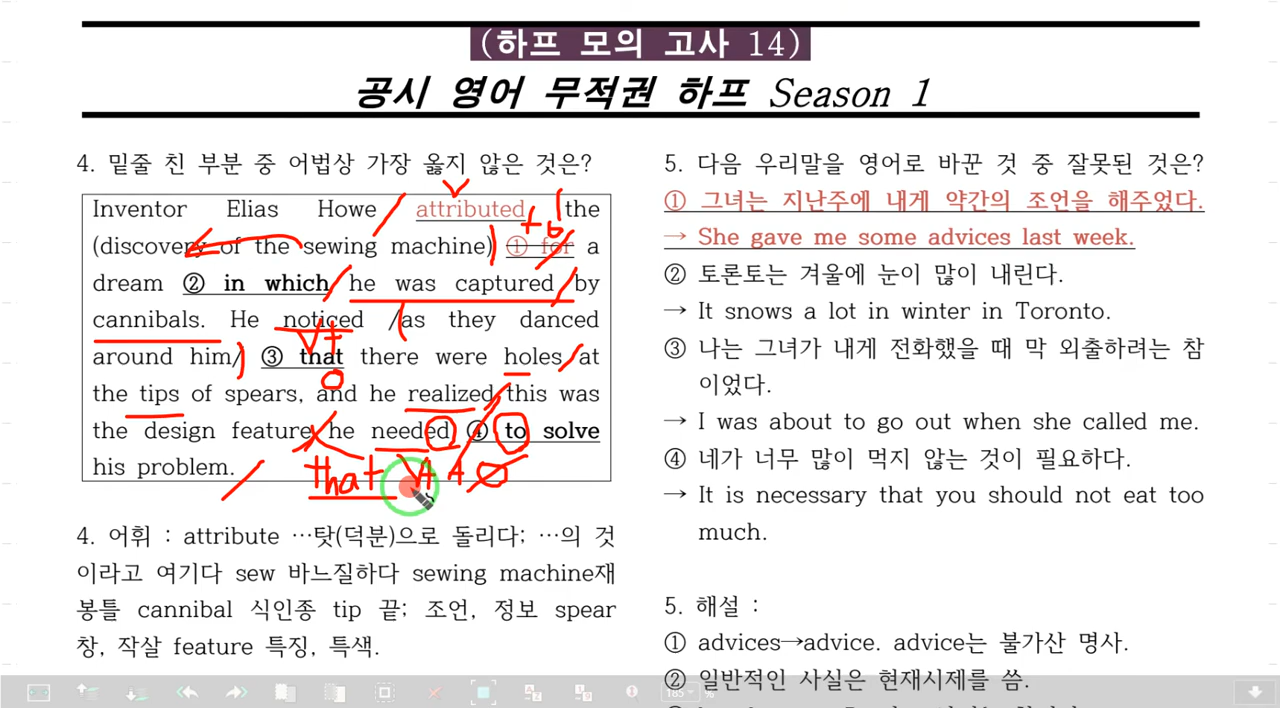 (하프 모의 고사 14)
공시 영어 무적권 하프 Season 1
4. 밑줄 친 부분 중 어법상 가장 옳지 않은 것은?
Inventor Elias Howe attributed the
(discovery of the sewing machine) ① for a
to
dream ② in which he was captured by
cannibals. He noticed /as they danced
Vt
around him/ ③ that there were holes at
the tips of spears, and he realized this was
the design feature he needed ④ to solve
his problem.
that
4. 어휘 : attribute …탓(덕분)으로 돌리다; …의 것
이라고 여기다 sew 바느질하다 sewing machine재
봉틀 cannibal 식인종 tip 끝; 조언, 정보 spear
창, 작살 feature 특징, 특색.
5. 다음 우리말을 영어로 바꾼 것 중 잘못된 것은?
① 그녀는 지난주에 내게 약간의 조언을 해주었다.
→ She gave me some advices last week.
② 토론토는 겨울에 눈이 많이 내린다.
→ It snows a lot in winter in Toronto.
③ 나는 그녀가 내게 전화했을 때 막 외출하려는 참
이었다.
→ I was about to go out when she called me.
④ 네가 너무 많이 먹지 않는 것이 필요하다.
→ It is necessary that you should not eat too
much.
5. 해설 :
① advices→advice. advice는 불가산 명사.
② 일반적인 사실은 현재시제를 씀.
185 %